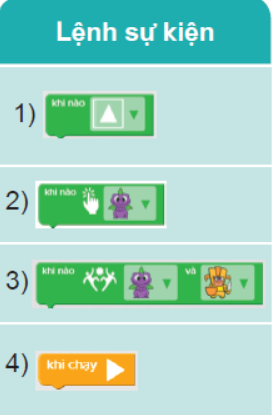 Lệnh sự kiện
1) khi nào
2) khi nào
3) khi nào và
4) khi chạy